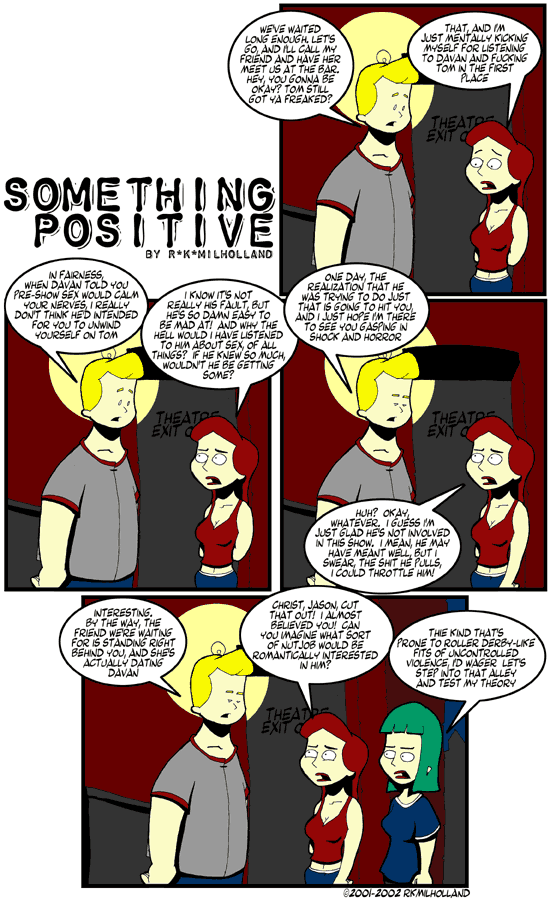 WE'VE WAITED
LONG ENOUGH. LET'S
GO, AND I'LL CALL MY
FRIEND AND HAVE HER
MEET US AT THE BAR.
HEY, YOU GONNA BE
OKAY? TOM STILL
GOT YA FREAKED?
THAT, AND I'M
JUST MENTALLY KICKING
MYSELF FOR LISTENING
TO DAVAN AND FUCKING
TOM IN THE FIRST
PLACE
THEATRE
EXIT O
SOMETHING
POSITIVE
BY R*K*MILHOLLAND
IN FAIRNESS,
WHEN DAVAN TOLD YOU
PRE-SHOW SEX WOULD CALM
YOUR NERVES, I REALLY
DON'T THINK HE'D INTENDED
FOR YOU TO UNWIND
YOURSELF ON TOM
I KNOW IT'S NOT
REALLY HIS FAULT, BUT
HE'S SO DAMN EASY TO
BE MAD AT! AND WHY THE
HELL WOULD I HAVE LISTENED
TO HIM ABOUT SEX, OF ALL
THINGS? IF HE KNEW SO MUCH,
WOULDN'T HE BE GETTING
SOME?
THEATRE
EXIT O
ONE DAY, THE
REALIZATION THAT HE
WAS TRYING TO DO JUST
THAT IS GOING TO HIT YOU,
AND I JUST HOPE I'M THERE
TO SEE YOU GASPING IN
SHOCK AND HORROR
THEATRE
EXIT O
HUH? OKAY,
WHATEVER. I GUESS I'M
JUST GLAD HE'S NOT INVOLVED
IN THIS SHOW. I MEAN, HE MAY
HAVE MEANT WELL, BUT I
SWEAR, THE SHIT HE PULLS,
I COULD THROTTLE HIM!
INTERESTING.
BY THE WAY, THE
FRIEND WE'RE WAITING
FOR IS STANDING RIGHT
BEHIND YOU, AND SHE'S
ACTUALLY DATING
DAVAN
CHRIST, JASON, CUT
THAT OUT! I ALMOST
BELIEVED YOU! CAN
YOU IMAGINE WHAT SORT
OF NUTJOB WOULD BE
ROMANTICALLY INTERESTED
IN HIM?
THIE KIND THAT'S
PRONE TO ROLLER DERBY-LIKE
FITS OF UNCONTROLLED
VIOLENCE, I'D WAGER LET'S
STEP INTO THAT ALLEY
AND TEST MY THEORY
THEATR
EXIT
©2001-2002 RKMILHOLLAND